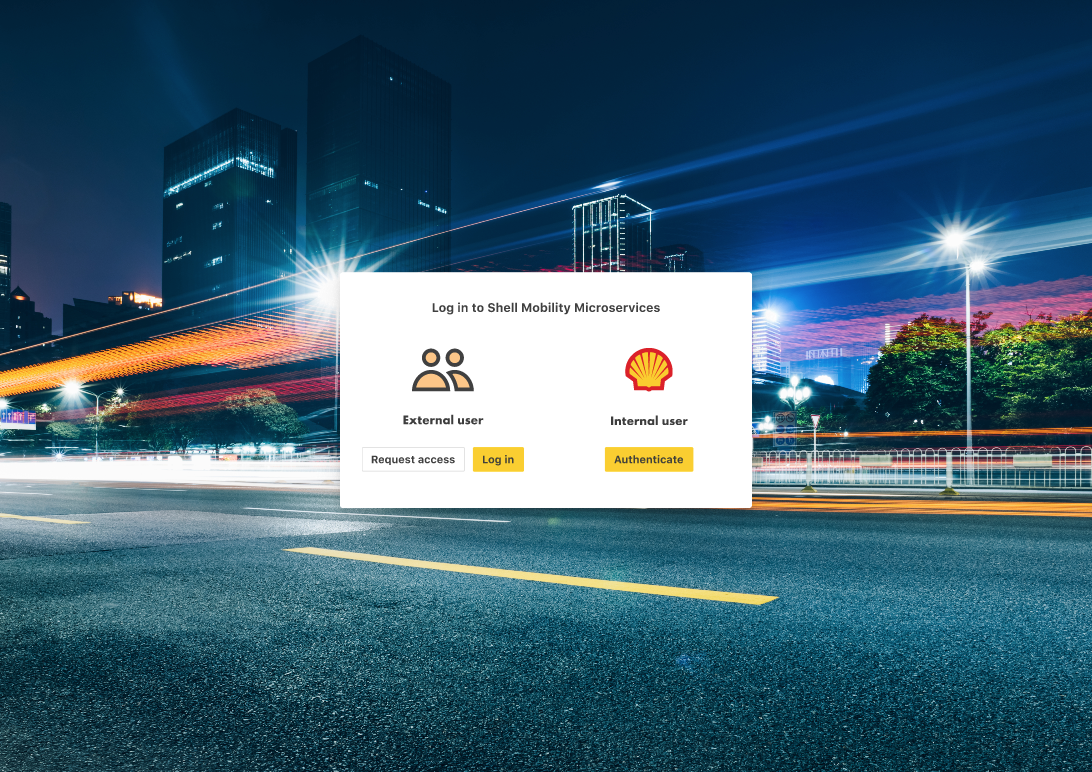 Log in to Shell Mobility Microservices
External user
Internal user
Request access
Log in
Authenticate